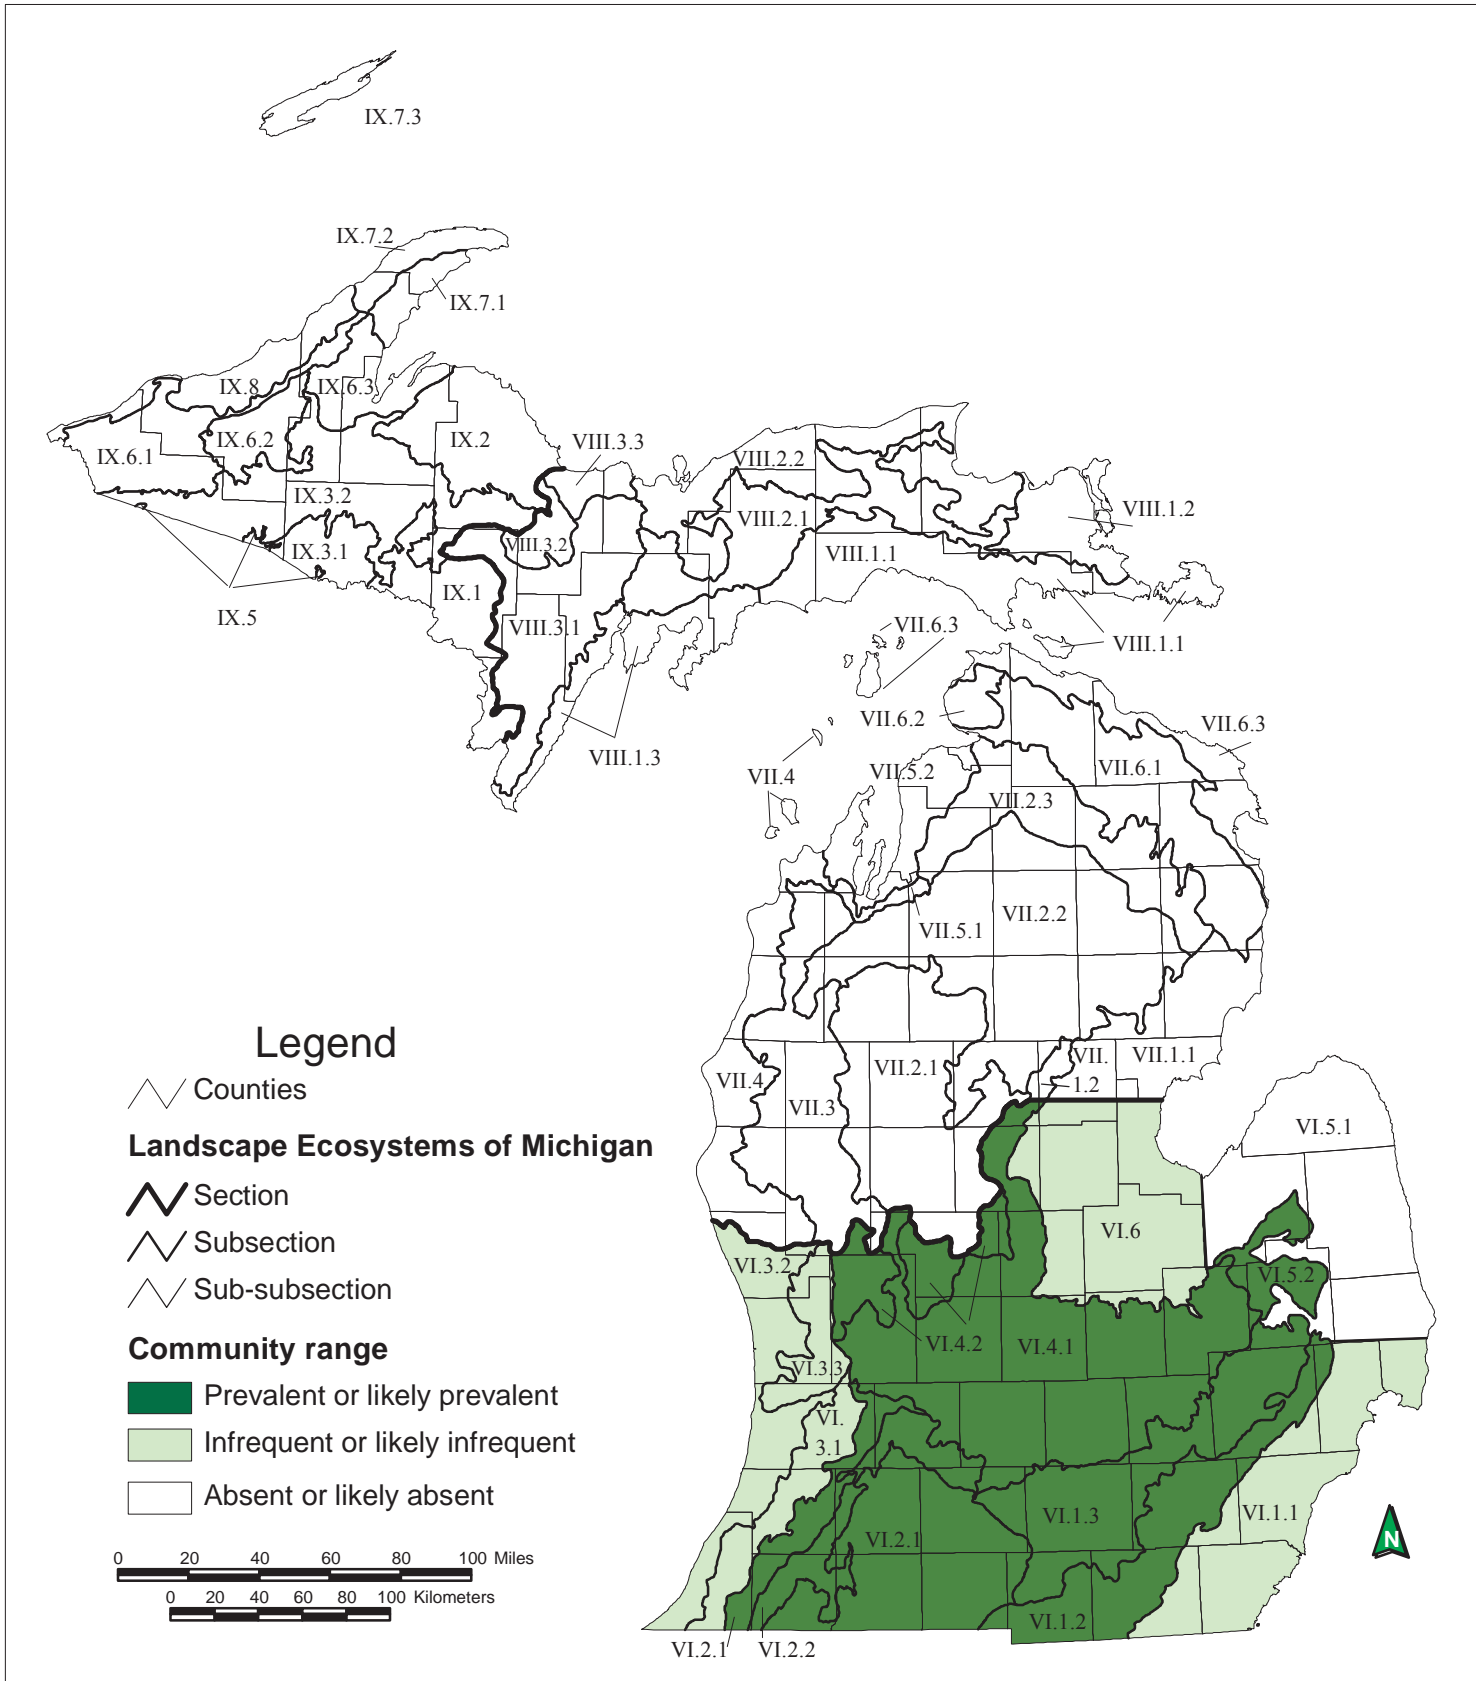 IX.7.3
IX.7.2
IX.7.1
IX.8
IX.6.3
IX.6.2
IX.2
IX.6.1
VIII.3.3
VIII.2.2
IX.3.2
VIII.2.1
VIII.1.2
IX.3.1
VIII.3.2
VIII.1.1
IX.1
IX.5
VIII.3.1
VII.6.3
VIII.1.1
VII.6.2
VII.6.3
VIII.1.3
VII.4
VII.5.2
VII.6.1
VII.2.3
VII.2.2
VII.5.1
Legend
Counties
Landscape Ecosystems of Michigan
Section
Subsection
Sub-subsection
Community range
Prevalent or likely prevalent
Infrequent or likely infrequent
Absent or likely absent
VII.4
VII.3
VII.2.1
VII.
1.2
VII.1.1
VI.5.1
VI.6
VI.3.2
VI.5.2
VI.4.2
VI.4.1
VI.3.3
VI.
3.1
VI.1.3
VI.1.1
VI.2.1
VI.1.2
VI.2.1
VI.2.2
0 20 40 60 80 100 Miles
0 20 40 60 80 100 Kilometers
N